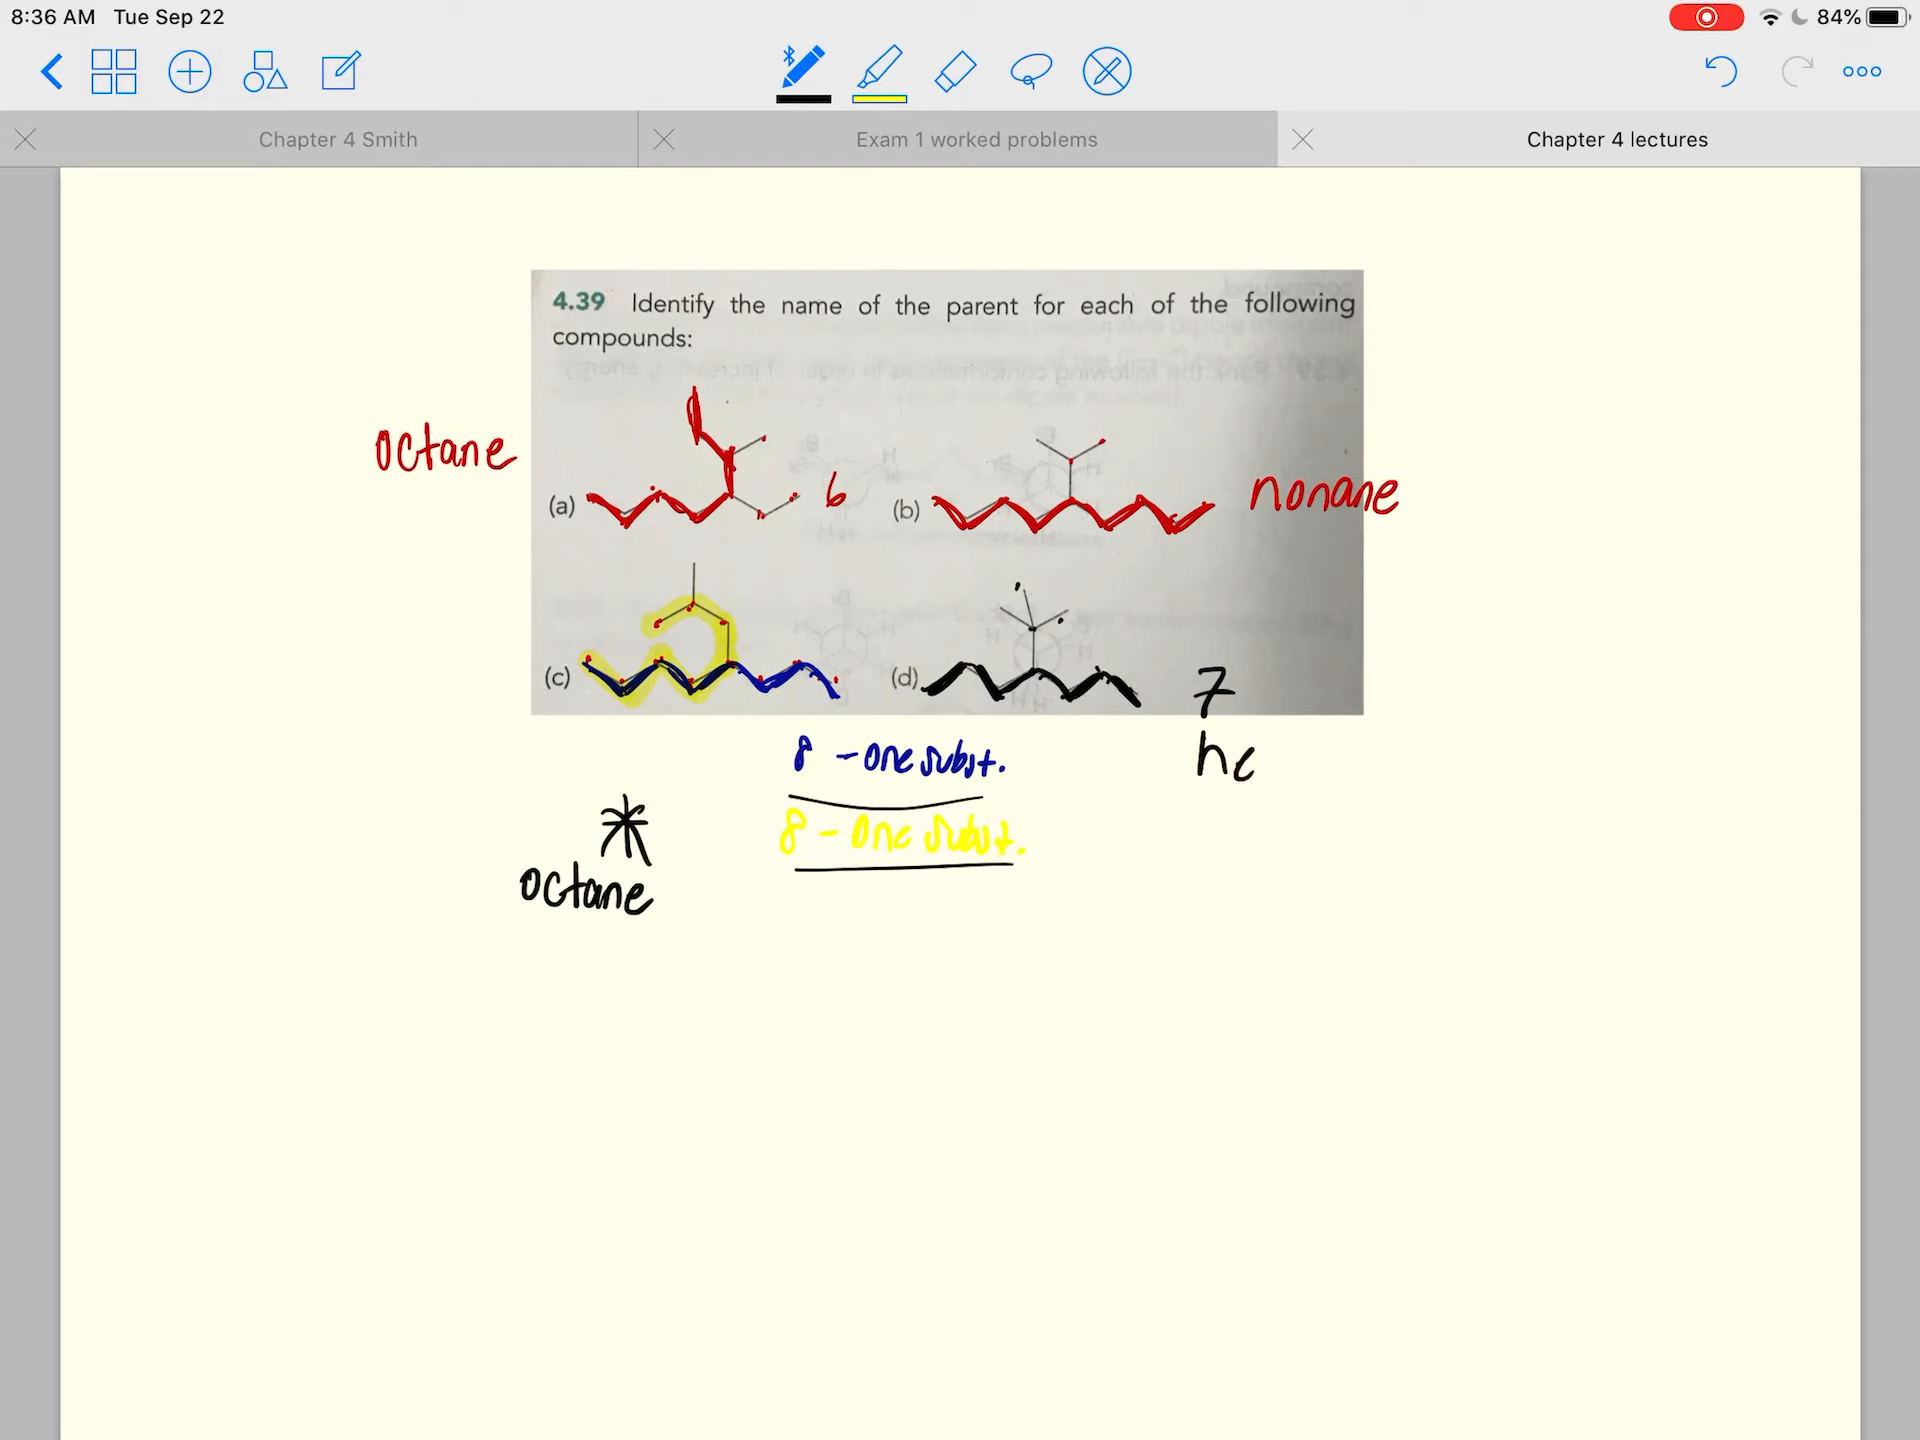 8:36 AM Tue Sep 22
84%
Chapter 4 Smith
Exam 1 worked problems
Chapter 4 lectures
4.39 Identify the name of the parent for each of the following
compounds:
octane
(a)
6
(b)
nonane
(c)
(d)
7
he
8 - one subst.
8 - one subst.
*
octane